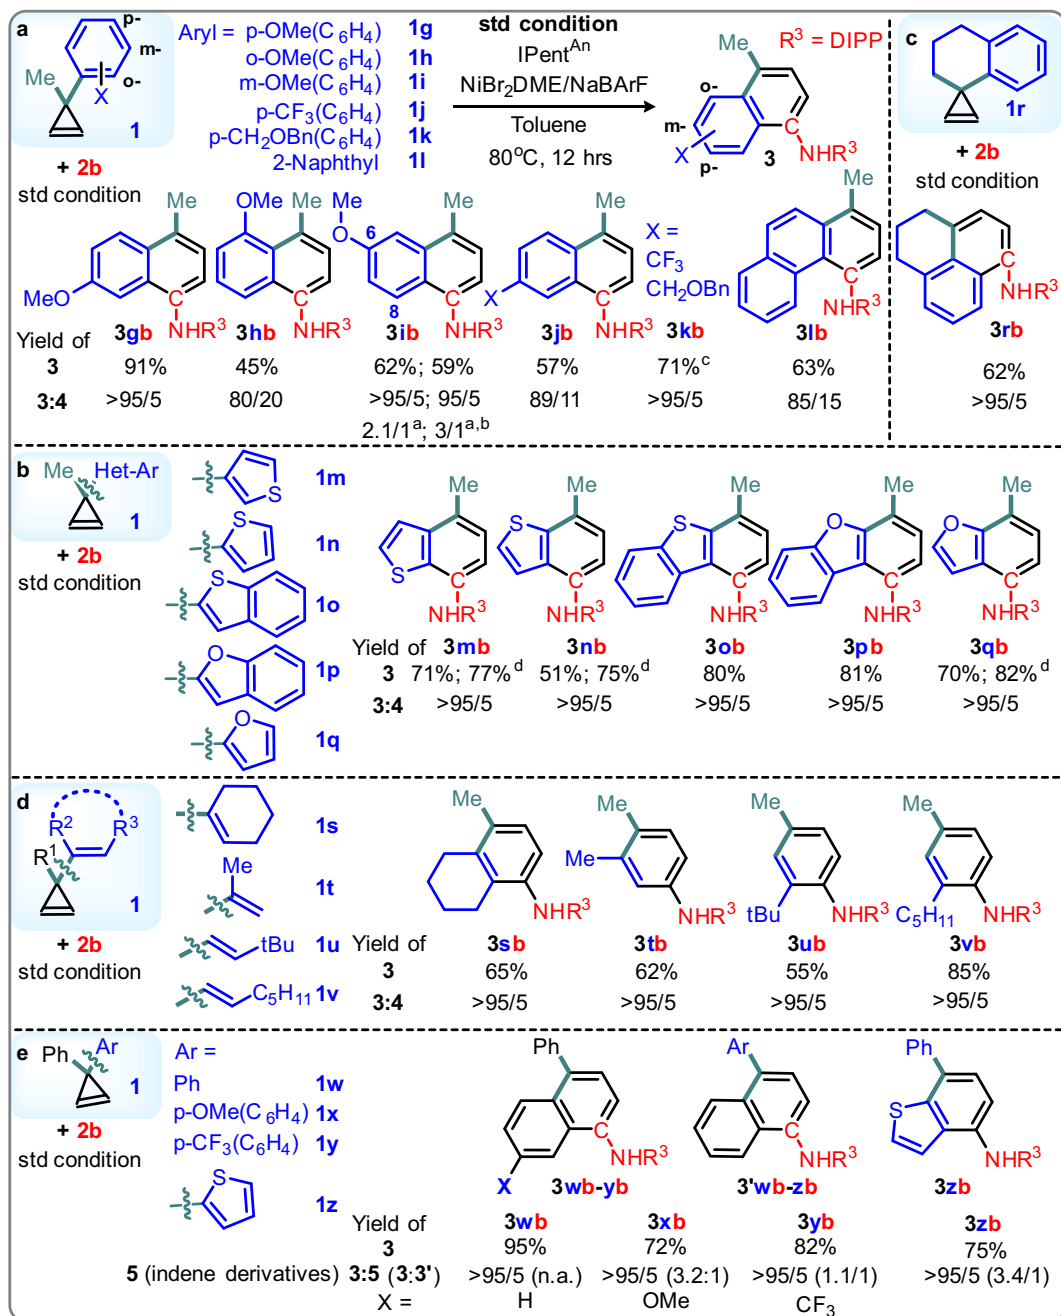 a
p-
m-
o-
Me
X
1
+ 2b
std condition
Aryl = p-OMe(C6H4) 1g
o-OMe(C6H4) 1h
m-OMe(C6H4) 1i
p-CF3(C6H4) 1j
p-CH2OBn(C6H4) 1k
2-Naphthyl 1l
std condition
IPent^An
NiBr2DME/NaBArF
Toluene
80°C, 12 hrs
R3 = DIPP
Me
o-
m-
X
p-
3
C
NHR3
c
1r
+ 2b
std condition
C
NHR3
3rb
62%
>95/5
Me
MeO
C
NHR3
3gb
OMe Me
C
NHR3
3hb
Me
O
6
8
Me
C
NHR3
3ib
Me
X
C
NHR3
3jb
X =
CF3
CH2OBn
3kb
Me
C
NHR3
3lb
Yield of
3 91% 45% 62%; 59% 57% 71%c 63%
3:4 >95/5 80/20 >95/5; 95/5 89/11 >95/5 85/15
2.1/1a; 3/1a,b
b
Me Het-Ar
1
+ 2b
std condition
S
1m
S
1n
S
1o
O
1p
O
1q
Me
S
C
NHR3
Me
S
C
NHR3
Me
S
C
NHR3
Me
O
C
NHR3
Me
O
C
NHR3
Yield of 3mb 3nb 3ob 3pb 3qb
3 71%; 77%d 51%; 75%d 80% 81% 70%; 82%d
3:4 >95/5 >95/5 >95/5 >95/5 >95/5
d
R2 R3
R1
1
+ 2b
std condition
1s
Me
1t
tBu 1u
C5H11 1v
Me
NHR3
Me
Me
NHR3
Me
tBu NHR3
Me
C5H11 NHR3
Yield of 3sb 3tb 3ub 3vb
3 65% 62% 55% 85%
3:4 >95/5 >95/5 >95/5 >95/5
e
Ph Ar
1
+ 2b
std condition
Ar =
Ph 1w
p-OMe(C6H4) 1x
p-CF3(C6H4) 1y
S
1z
Ph
C
NHR3
X 3wb-yb
Ar
C
NHR3
3'wb-zb
Ph
S
NHR3
3zb
Yield of 3wb 3xb 3yb 3zb
3 95% 72% 82% 75%
5 (indene derivatives) 3:5 (3:3') >95/5 (n.a.) >95/5 (3.2:1) >95/5 (1.1/1) >95/5 (3.4/1)
X = H OMe CF3